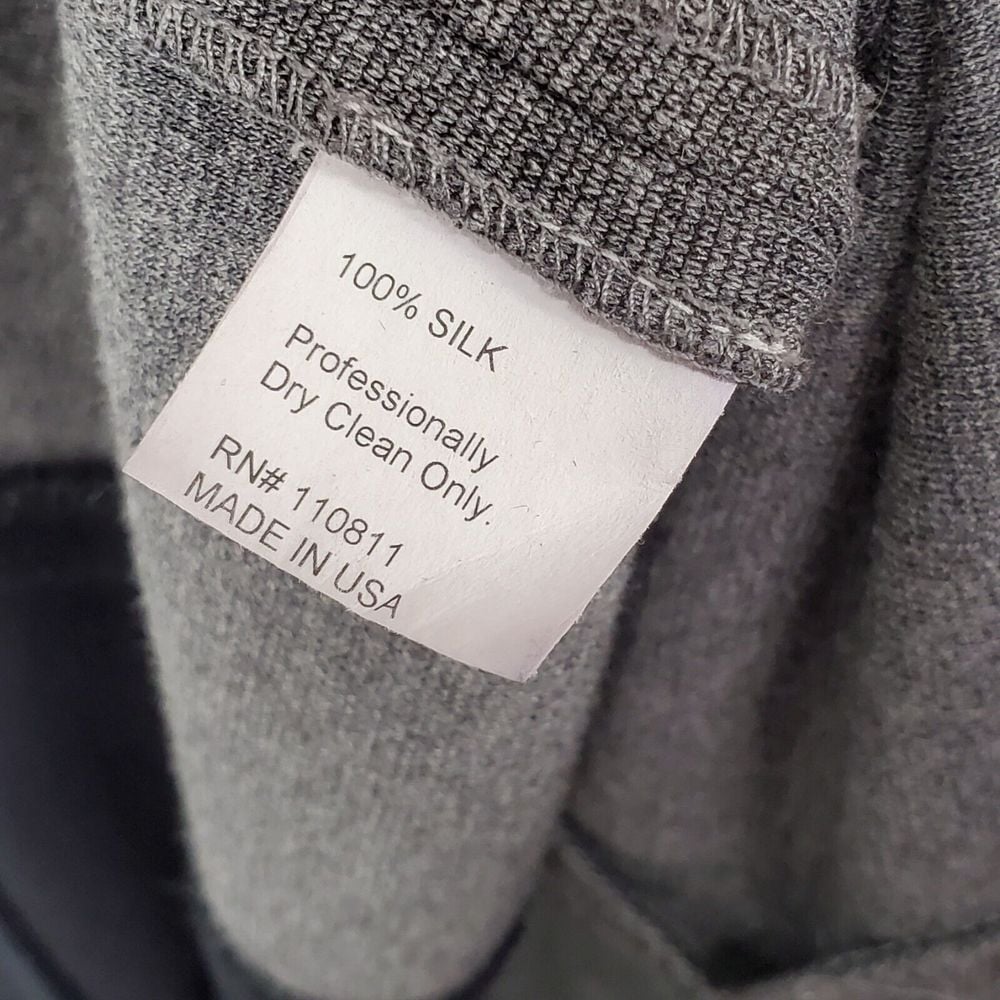 100% SILK
Professionally
Dry Clean Only.
RN# 110811
MADE IN USA